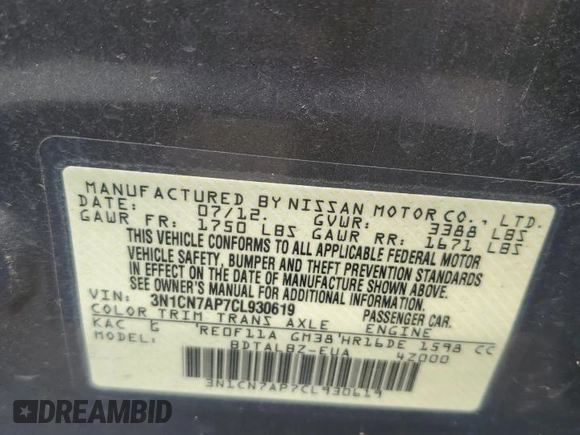 MANUFACTURED BY NISSAN MOTOR CO., LTD.
DATE: 07/12. GVWR: 3388 LBS
GAWR FR: 1750 LBS GAWR RR: 1671 LBS
THIS VEHICLE CONFORMS TO ALL APPLICABLE FEDERAL MOTOR
VEHICLE SAFETY, BUMPER AND THEFT PREVENTION STANDARDS
IN EFFECT ON THE DATE OF MANUFACTURE SHOWN ABOVE.
SEE OWNER'S MANUAL FOR ADDITIONAL INFORMATION.
VIN: 3N1CN7AP7CL930619 PASSENGER CAR.
COLOR TRIM TRANS AXLE ENGINE
KAC G RE0F11A GM38 HR16DE 1598 CC
MODEL: BDTALBZ-EUA 4Z000
3N1CN7AP7CL930619
DREAMBID